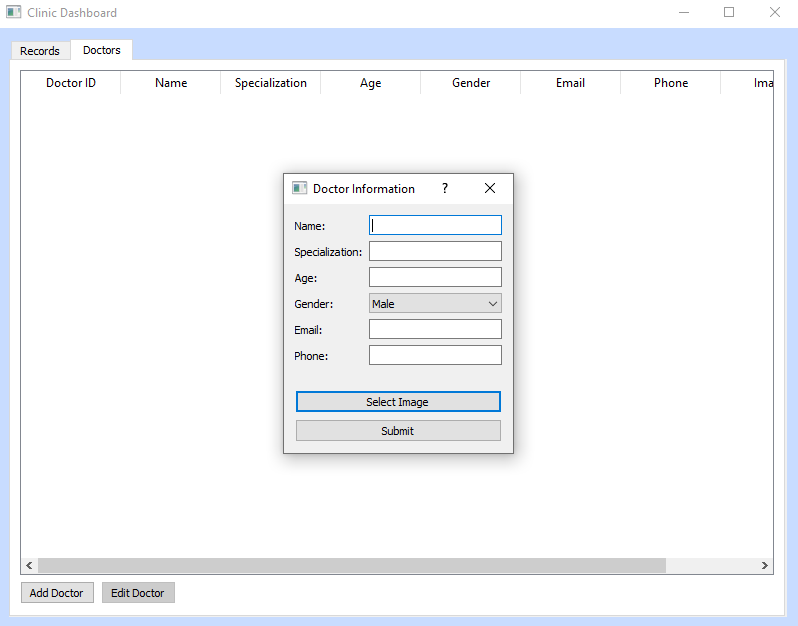 Clinic Dashboard
Records Doctors
Doctor ID Name Specialization Age Gender Email Phone Ima
Doctor Information ?
Name:
Specialization:
Age:
Gender: Male
Email:
Phone:
Select Image
Submit
Add Doctor Edit Doctor